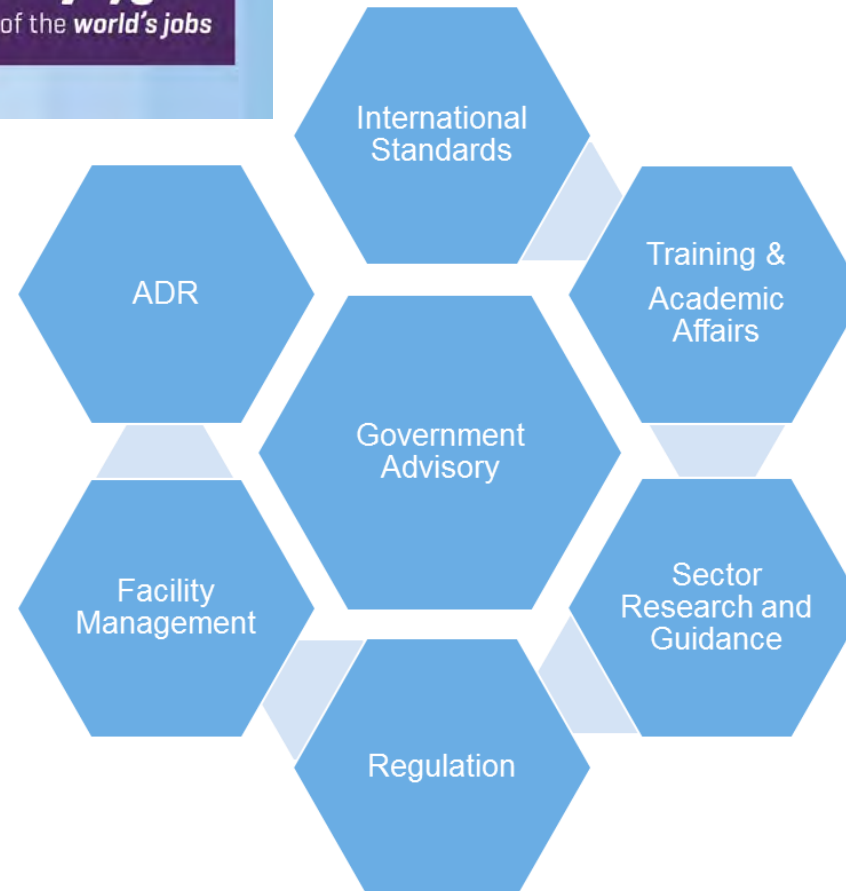 of the world's jobs
International
Standards
Training &
Academic
Affairs
ADR
Government
Advisory
Sector
Research and
Guidance
Facility
Management
Regulation